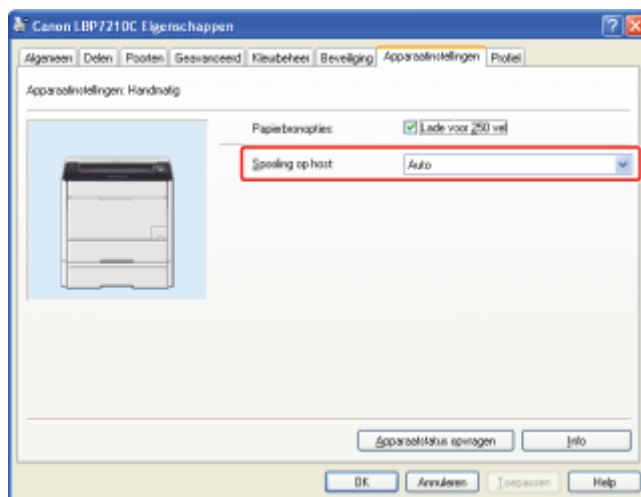 Canon LBP7210C Eigenschappen
Algemeen Delen Poorten Geavanceerd Kleurbeheer Beveiliging Apparaatinstellingen Profiel
Apparaatinstellingen: Handmatig
Papierbronopties: Lade voor 250 vel
Spooling op host Auto
Apparaatstatus opvragen Info
OK Annuleren Toepassen Help